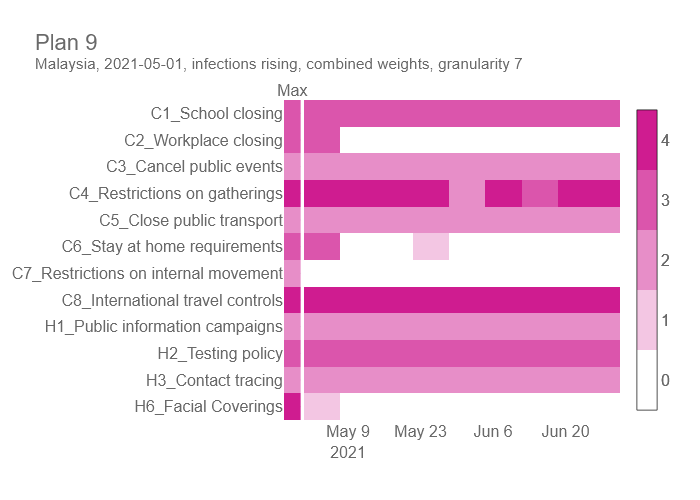 Plan 9
Malaysia, 2021-05-01, infections rising, combined weights, granularity 7
Max
C1_School closing
C2_Workplace closing
C3_Cancel public events
C4_Restrictions on gatherings
C5_Close public transport
C6_Stay at home requirements
C7_Restrictions on internal movement
C8_International travel controls
H1_Public information campaigns
H2_Testing policy
H3_Contact tracing
H6_Facial Coverings
May 9 May 23 Jun 6 Jun 20
2021
4
3
2
1
0